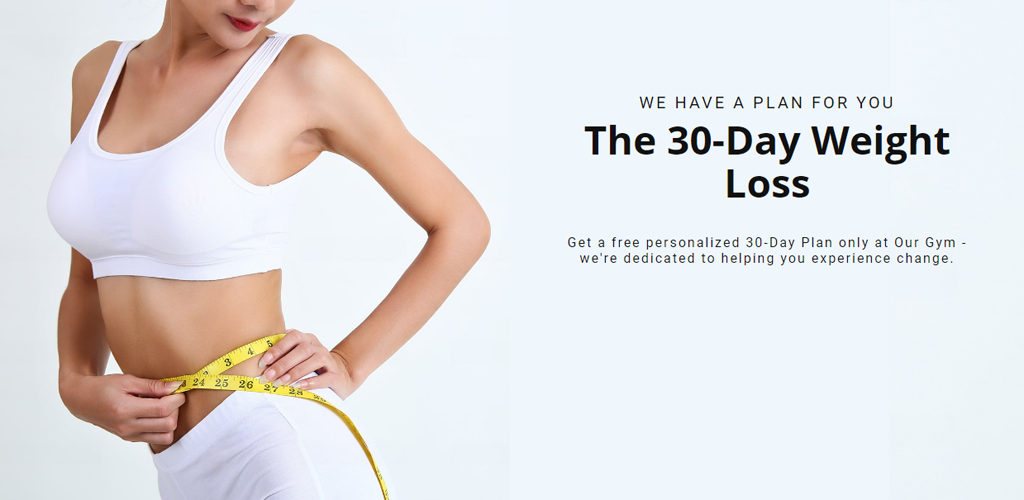 WE HAVE A PLAN FOR YOU
The 30-Day Weight
Loss
Get a free personalized 30-Day Plan only at Our Gym -
we're dedicated to helping you experience change.
3 4 5
24 25 26 27 28